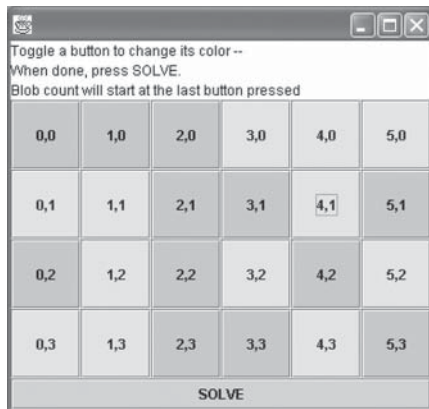 Toggle a button to change its color --
When done, press SOLVE.
Blob count will start at the last button pressed
0,0 1,0 2,0 3,0 4,0 5,0
0,1 1,1 2,1 3,1 4,1 5,1
0,2 1,2 2,2 3,2 4,2 5,2
0,3 1,3 2,3 3,3 4,3 5,3
SOLVE